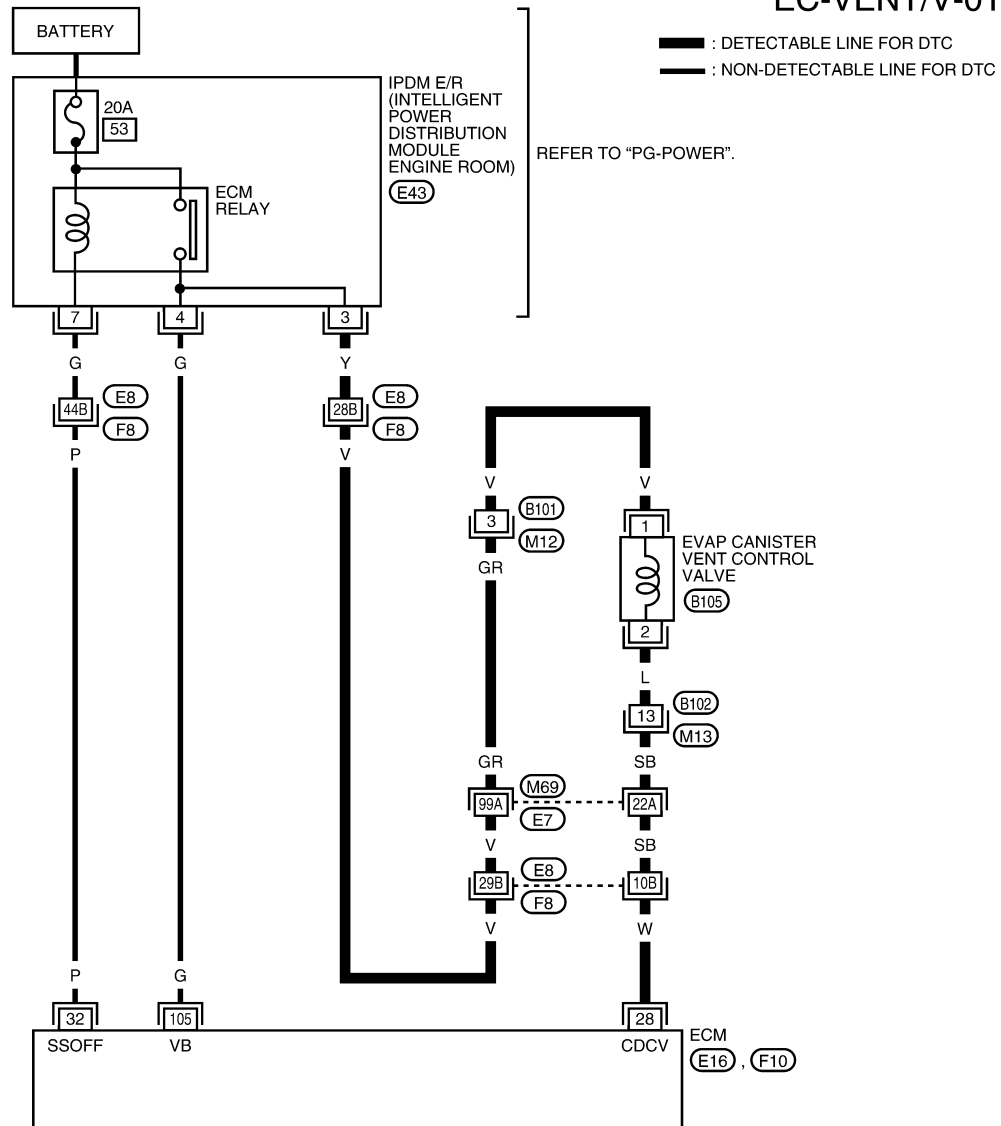 EC-VENT/V-01
BATTERY
: DETECTABLE LINE FOR DTC
: NON-DETECTABLE LINE FOR DTC
20A
53
IPDM E/R
(INTELLIGENT
POWER
DISTRIBUTION
MODULE
ENGINE ROOM)
E43
REFER TO “PG-POWER”.
ECM
RELAY
7
4
3
G
G
Y
44B
E8
F8
28B
E8
F8
P
V
V
V
3
B101
M12
1
EVAP CANISTER
VENT CONTROL
VALVE
B105
GR
2
L
13
B102
M13
GR
SB
99A
M69
E7
22A
V
SB
29B
E8
F8
10B
V
W
P
G
32
105
28
SSOFF
VB
CDCV
ECM
E16 , F10